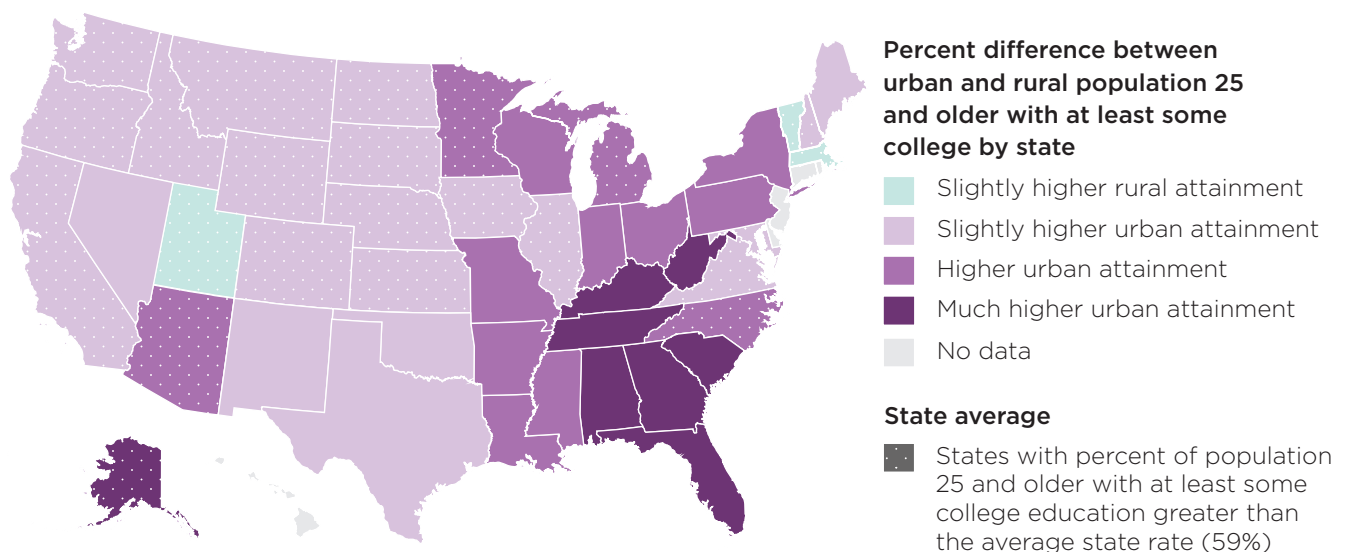 Percent difference between
urban and rural population 25
and older with at least some
college by state
Slightly higher rural attainment
Slightly higher urban attainment
Higher urban attainment
Much higher urban attainment
No data
State average
States with percent of population
25 and older with at least some
college education greater than
the average state rate (59%)